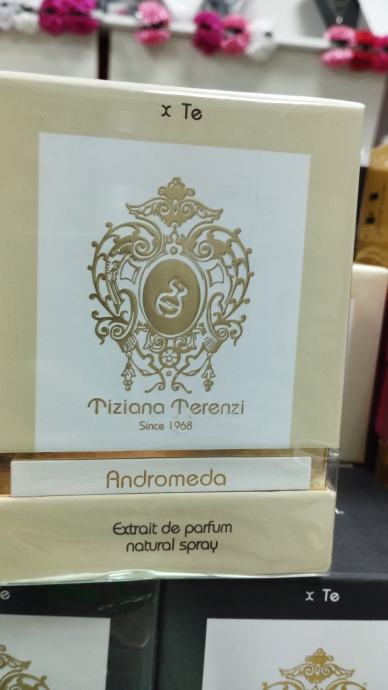 x Te
Tiziana Terenzi
Since 1968
Andromeda
Extrait de parfum
natural spray
e
x Te